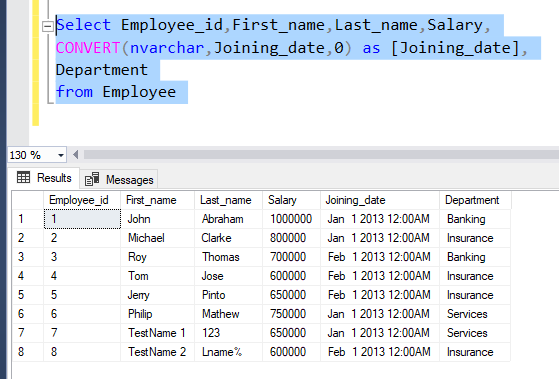 Select Employee_id,First_name,Last_name,Salary,
CONVERT(nvarchar,Joining_date,0) as [Joining_date],
Department
from Employee
130 %
Results Messages
Employee_id First_name Last_name Salary Joining_date Department
1 1 John Abraham 1000000 Jan 1 2013 12:00AM Banking
2 2 Michael Clarke 800000 Jan 1 2013 12:00AM Insurance
3 3 Roy Thomas 700000 Feb 1 2013 12:00AM Banking
4 4 Tom Jose 600000 Feb 1 2013 12:00AM Insurance
5 5 Jerry Pinto 650000 Feb 1 2013 12:00AM Insurance
6 6 Philip Mathew 750000 Jan 1 2013 12:00AM Services
7 7 TestName 1 123 650000 Jan 1 2013 12:00AM Services
8 8 TestName 2 Lname% 600000 Feb 1 2013 12:00AM Insurance